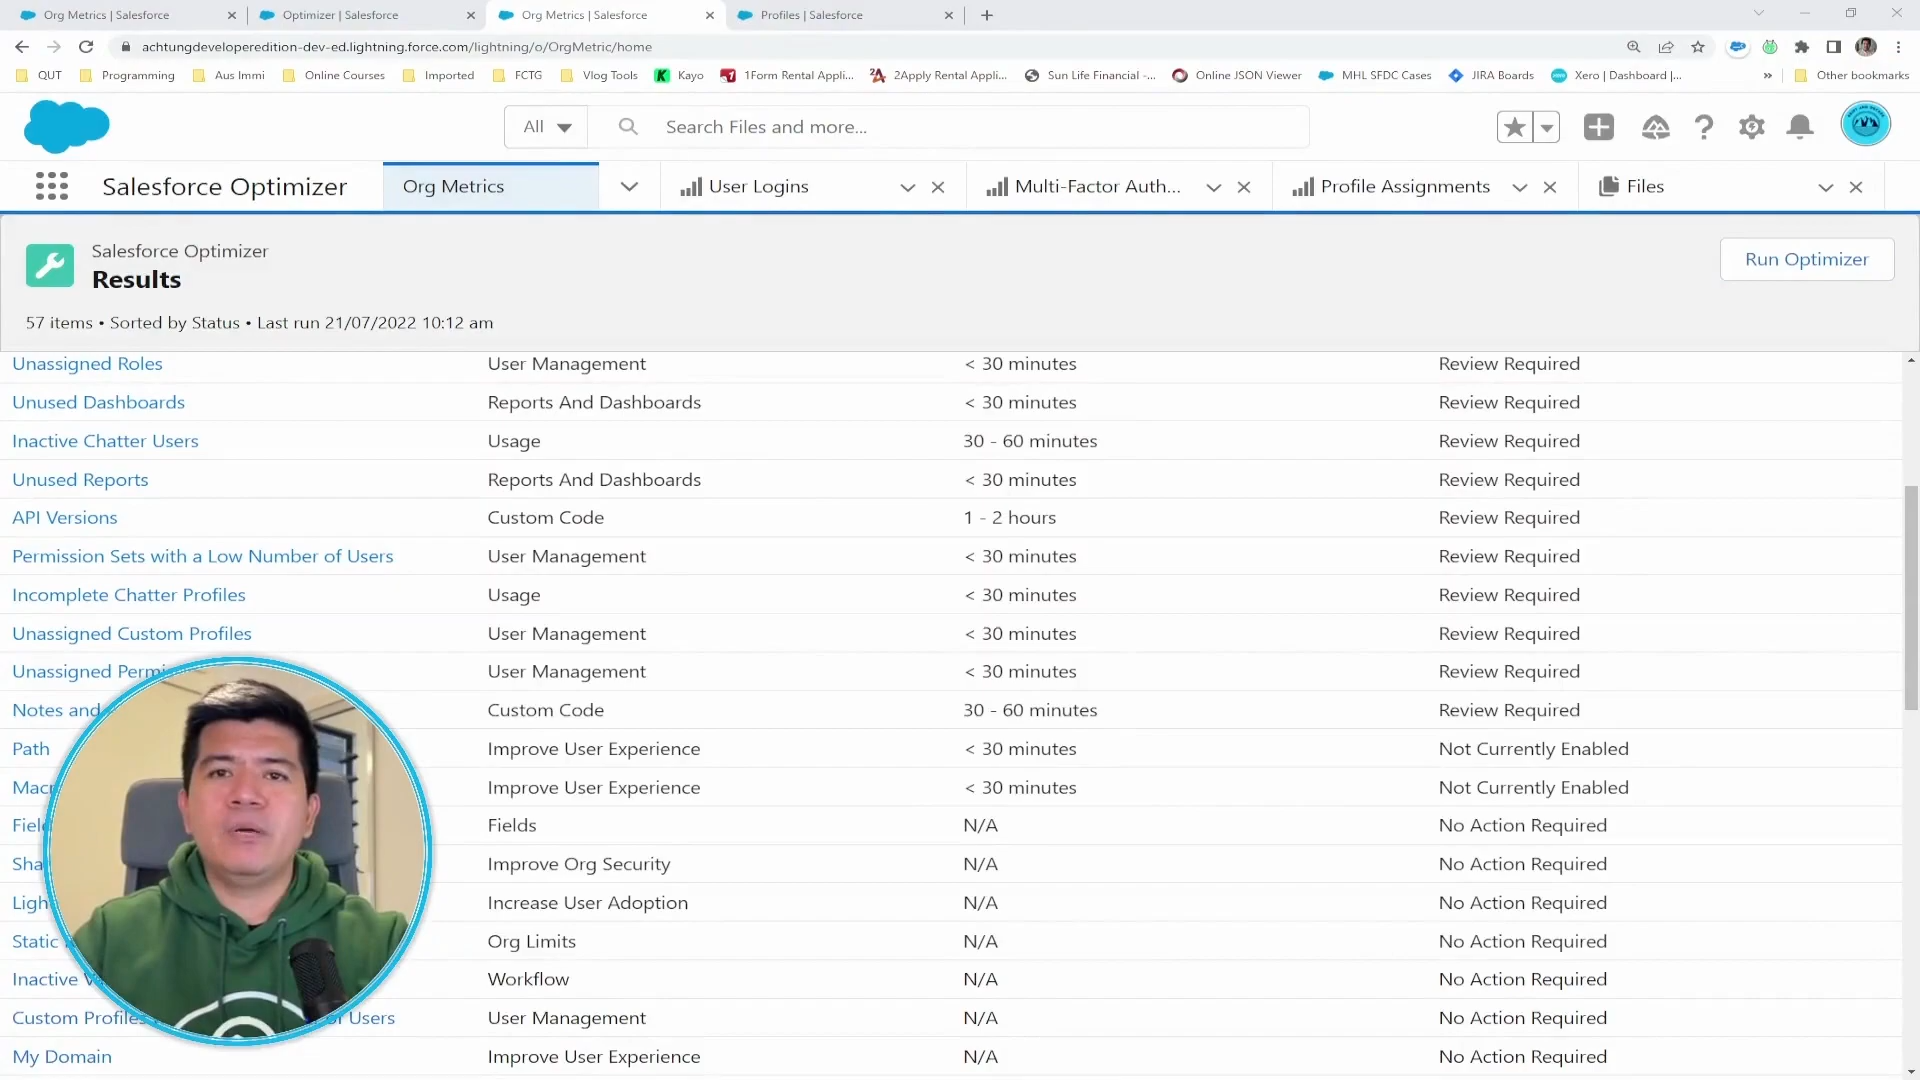 Org Metrics | Salesforce
Optimizer | Salesforce
Org Metrics | Salesforce
Profiles | Salesforce
achtungdeveloperedition-dev-ed.lightning.force.com/lightning/o/OrgMetric/home
QUT Programming Aus Immi Online Courses Imported FCTG Vlog Tools Kayo 1Form Rental Appli... 2Apply Rental Applic... Sun Life Financial -... Online JSON Viewer MHL SFDC Cases JIRA Boards Xero | Dashboard |... » Other bookmarks
All Search Files and more...
Salesforce Optimizer Org Metrics User Logins Multi-Factor Auth... Profile Assignments Files
Salesforce Optimizer
Results
Run Optimizer
57 items • Sorted by Status • Last run 21/07/2022 10:12 am
Unassigned Roles User Management < 30 minutes Review Required
Unused Dashboards Reports And Dashboards < 30 minutes Review Required
Inactive Chatter Users Usage 30 - 60 minutes Review Required
Unused Reports Reports And Dashboards < 30 minutes Review Required
API Versions Custom Code 1 - 2 hours Review Required
Permission Sets with a Low Number of Users User Management < 30 minutes Review Required
Incomplete Chatter Profiles Usage < 30 minutes Review Required
Unassigned Custom Profiles User Management < 30 minutes Review Required
Unassigned User Management < 30 minutes Review Required
Notes and Custom Code 30 - 60 minutes Review Required
Path Improve User Experience < 30 minutes Not Currently Enabled
Improve User Experience < 30 minutes Not Currently Enabled
Fields N/A No Action Required
Improve Org Security N/A No Action Required
Increase User Adoption N/A No Action Required
Static Org Limits N/A No Action Required
Inactive Workflow N/A No Action Required
Custom Profiles of Users User Management N/A No Action Required
My Domain Improve User Experience N/A No Action Required